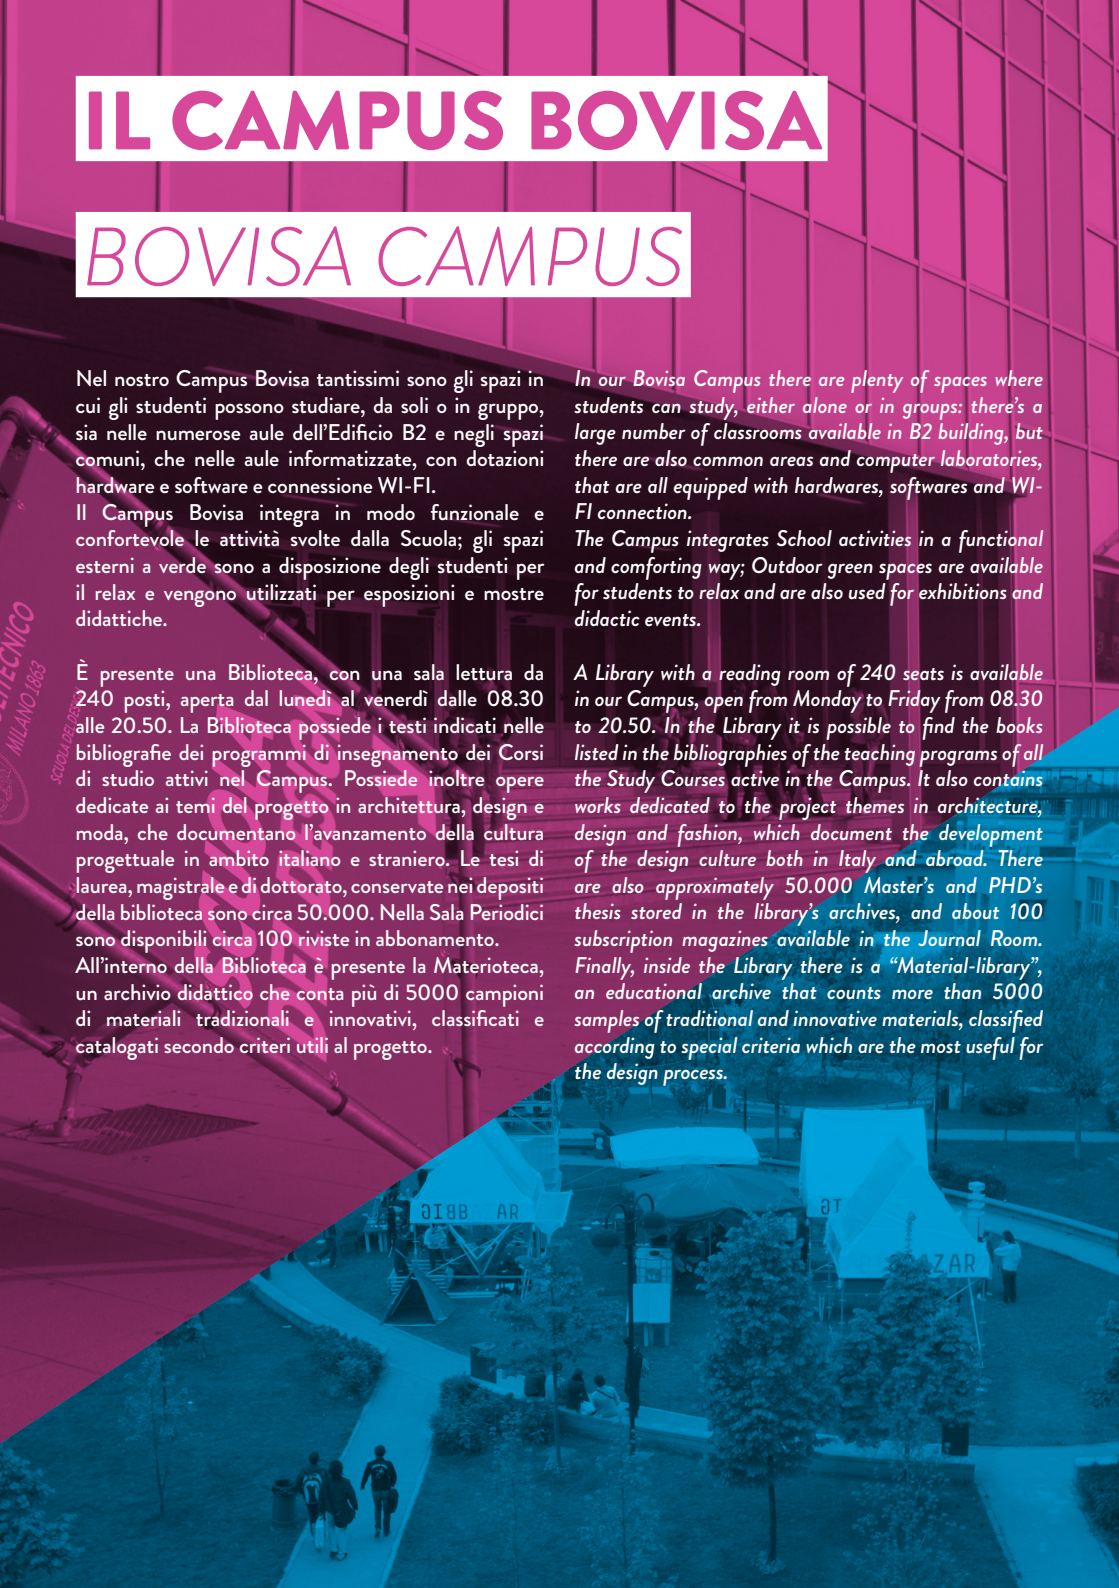 IL CAMPUS BOVISA
BOVISA CAMPUS
Nel nostro Campus Bovisa tantissimi sono gli spazi in
cui gli studenti possono studiare, da soli o in gruppo,
sia nelle numerose aule dell’Edificio B2 e negli spazi
comuni, che nelle aule informatizzate, con dotazioni
hardware e software e connessione WI-FI.
Il Campus Bovisa integra in modo funzionale e
confortevole le attività svolte dalla Scuola; gli spazi
esterni a verde sono a disposizione degli studenti per
il relax e vengono utilizzati per esposizioni e mostre
didattiche.
È presente una Biblioteca, con una sala lettura da
240 posti, aperta dal lunedì al venerdì dalle 08.30
alle 20.50. La Biblioteca possiede i testi indicati nelle
bibliografie dei programmi di insegnamento dei Corsi
di studio attivi nel Campus. Possiede inoltre opere
dedicate ai temi del progetto in architettura, design e
moda, che documentano l’avanzamento della cultura
progettuale in ambito italiano e straniero. Le tesi di
laurea, magistrale e di dottorato, conservate nei depositi
della biblioteca sono circa 50.000. Nella Sala Periodici
sono disponibili circa 100 riviste in abbonamento.
All’interno della Biblioteca è presente la Materioteca,
un archivio didattico che conta più di 5000 campioni
di materiali tradizionali e innovativi, classificati e
catalogati secondo criteri utili al progetto.
In our Bovisa Campus there are plenty of spaces where
students can study, either alone or in groups: there’s a
large number of classrooms available in B2 building, but
there are also common areas and computer laboratories,
that are all equipped with hardwares, softwares and WI-
FI connection.
The Campus integrates School activities in a functional
and comforting way; Outdoor green spaces are available
for students to relax and are also used for exhibitions and
didactic events.
A Library with a reading room of 240 seats is available
in our Campus, open from Monday to Friday from 08.30
to 20.50. In the Library it is possible to find the books
listed in the bibliographies of the teaching programs of all
the Study Courses active in the Campus. It also contains
works dedicated to the project themes in architecture,
design and fashion, which document the development
of the design culture both in Italy and abroad. There
are also approximately 50.000 Master’s and PHD’s
thesis stored in the library’s archives, and about 100
subscription magazines available in the Journal Room.
Finally, inside the Library there is a “Material-library”,
an educational archive that counts more than 5000
samples of traditional and innovative materials, classified
according to special criteria which are the most useful for
the design process.
MILANO 1863
SCUOLA DEL DESIGN